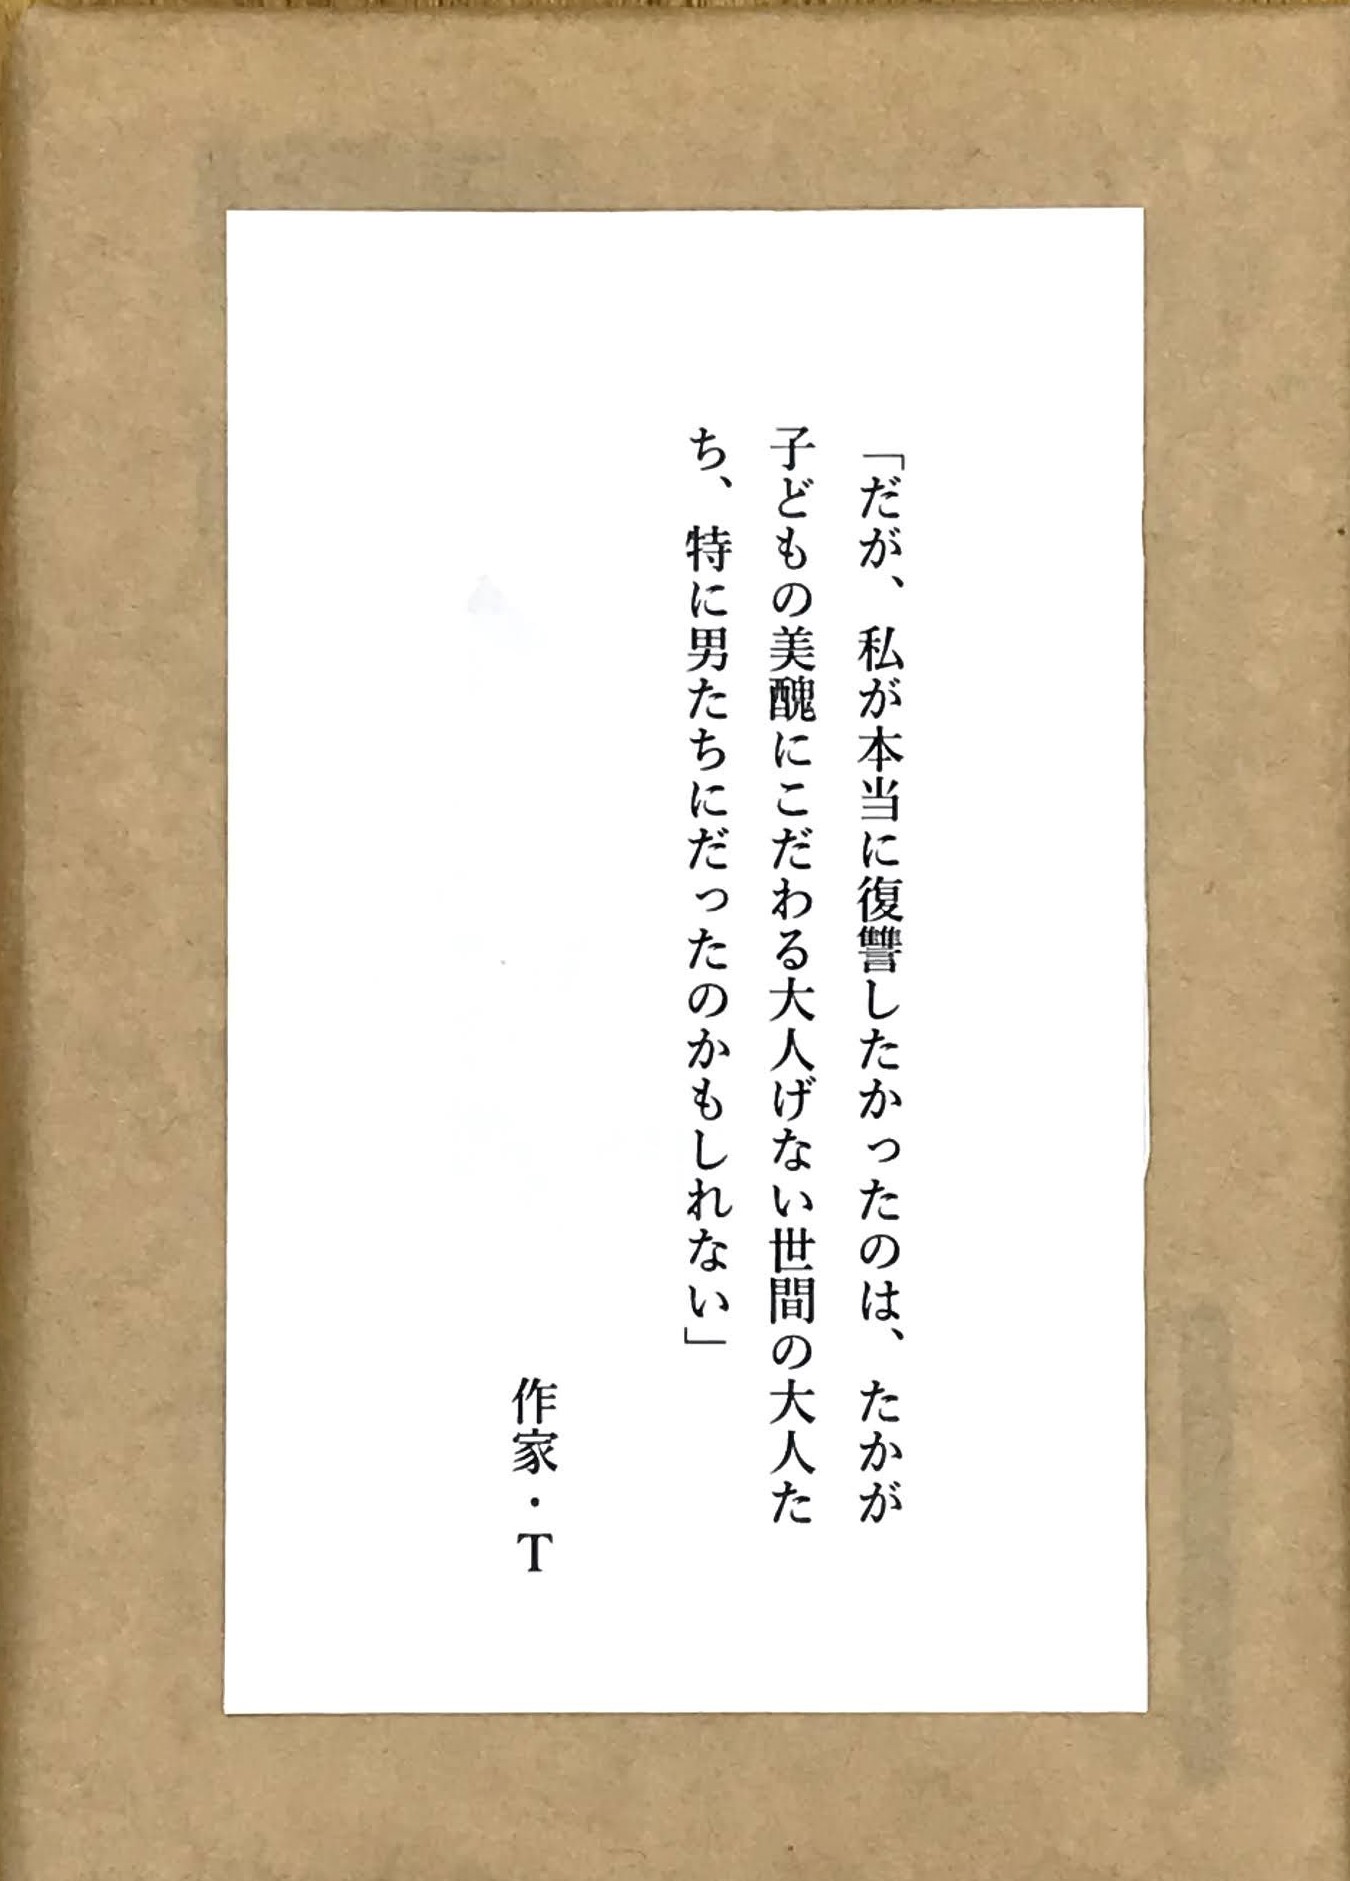 「だが、私が本当に復讐したかったのは、たかが
子どもの美醜にこだわる大人げない世間の大人た
ち、特に男たちにだったのかもしれない」
作家・T